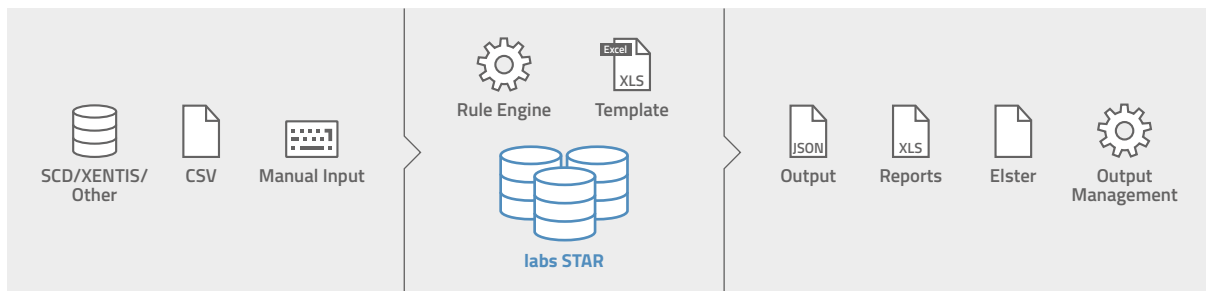 SCD/XENTIS/
Other
CSV
Manual Input
Rule Engine
Excel
XLS
Template
labs STAR
JSON
Output
XLS
Reports
Elster
Output
Management